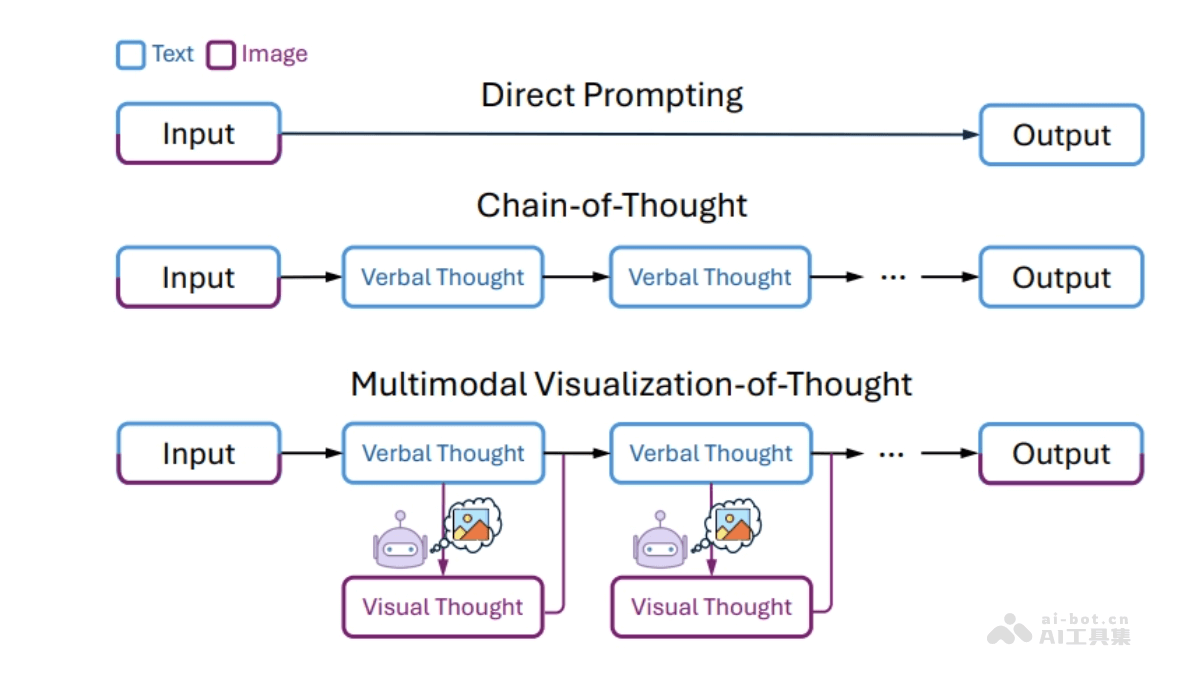 Text Image
Direct Prompting
Input Output
Chain-of-Thought
Input Verbal Thought Verbal Thought ... Output
Multimodal Visualization-of-Thought
Input Verbal Thought Verbal Thought ... Output
Visual Thought Visual Thought
ai-bot.cn
AI工具集